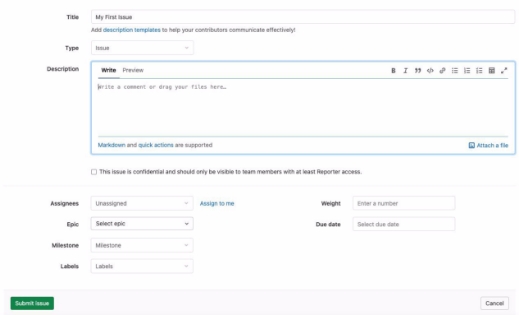 Title
My First Issue
Add description templates to help your contributors communicate effectively!
Type
Issue
Description
Write Preview
Write a comment or drag your files here…
Markdown and quick actions are supported
Attach a file
This issue is confidential and should only be visible to team members with at least Reporter access.
Assignees Unassigned Assign to me Weight Enter a number
Epic Select epic Due date Select due date
Milestone Milestone
Labels Labels
Submit issue Cancel